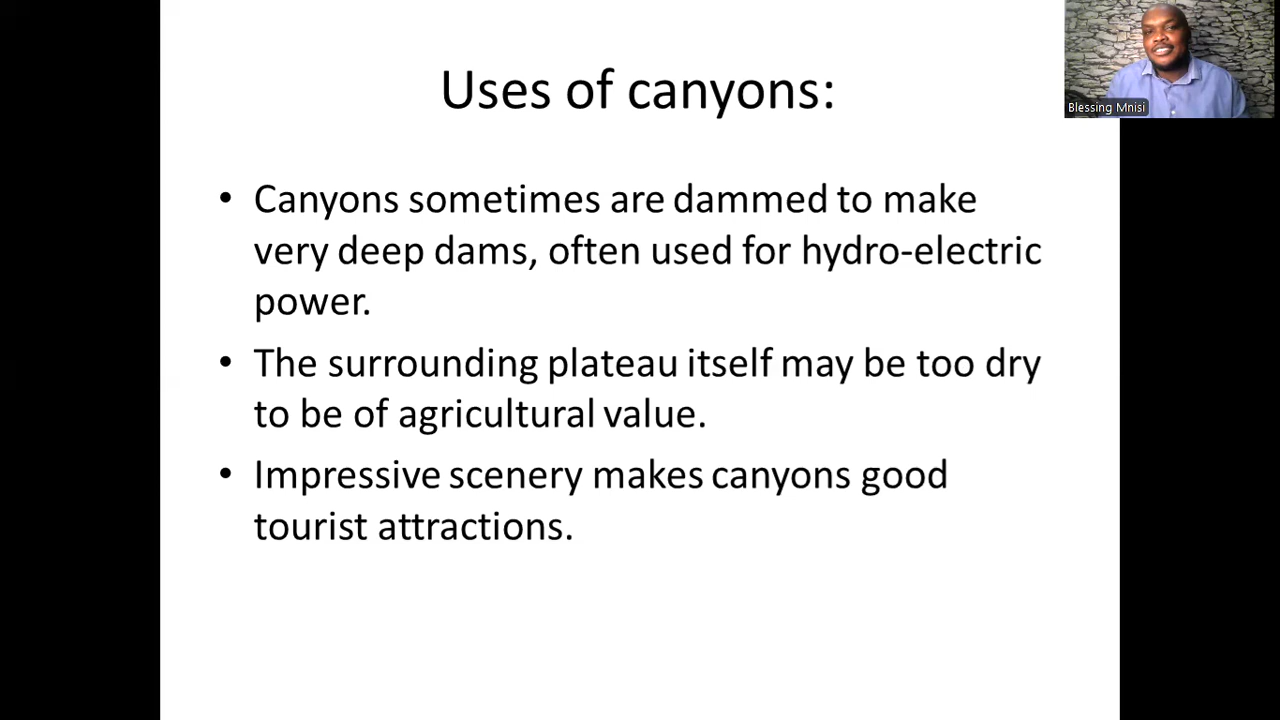 Uses of canyons:
Blessing Mnisi
• Canyons sometimes are dammed to make
very deep dams, often used for hydro-electric
power.
• The surrounding plateau itself may be too dry
to be of agricultural value.
• Impressive scenery makes canyons good
tourist attractions.